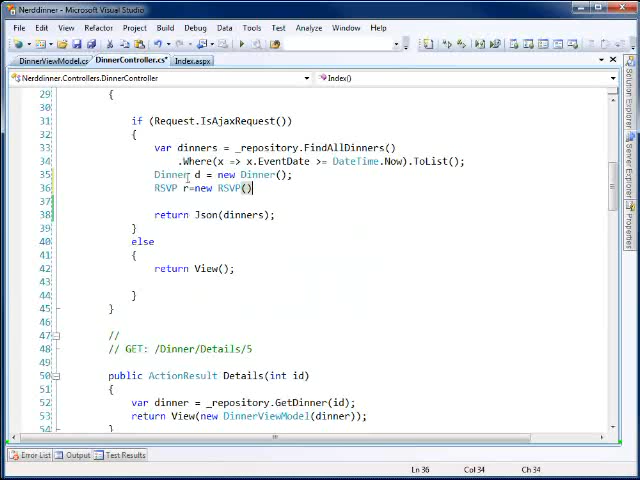 Nerddinner - Microsoft Visual Studio
File Edit View Refactor Project Build Debug Data Tools Test Analyze Window Help
DinnerViewModel.cs DinnerController.cs* Index.aspx
Nerddinner.Controllers.DinnerController Index()
29 {
30
31 if (Request.IsAjaxRequest())
32 {
33 var dinners = _repository.FindAllDinners()
34 .Where(x => x.EventDate >= DateTime.Now).ToList();
35 Dinner d = new Dinner();
36 RSVP r=new RSVP()
37
38 return Json(dinners);
39 }
40 else
41 {
42 return View();
43
44 }
45 }
46
47 //
48 // GET: /Dinner/Details/5
49
50 public ActionResult Details(int id)
51 {
52 var dinner = _repository.GetDinner(id);
53 return View(new DinnerViewModel(dinner));
54 }
Solution Explorer
Properties
Error List Output Test Results
Ln 36 Col 34 Ch 34